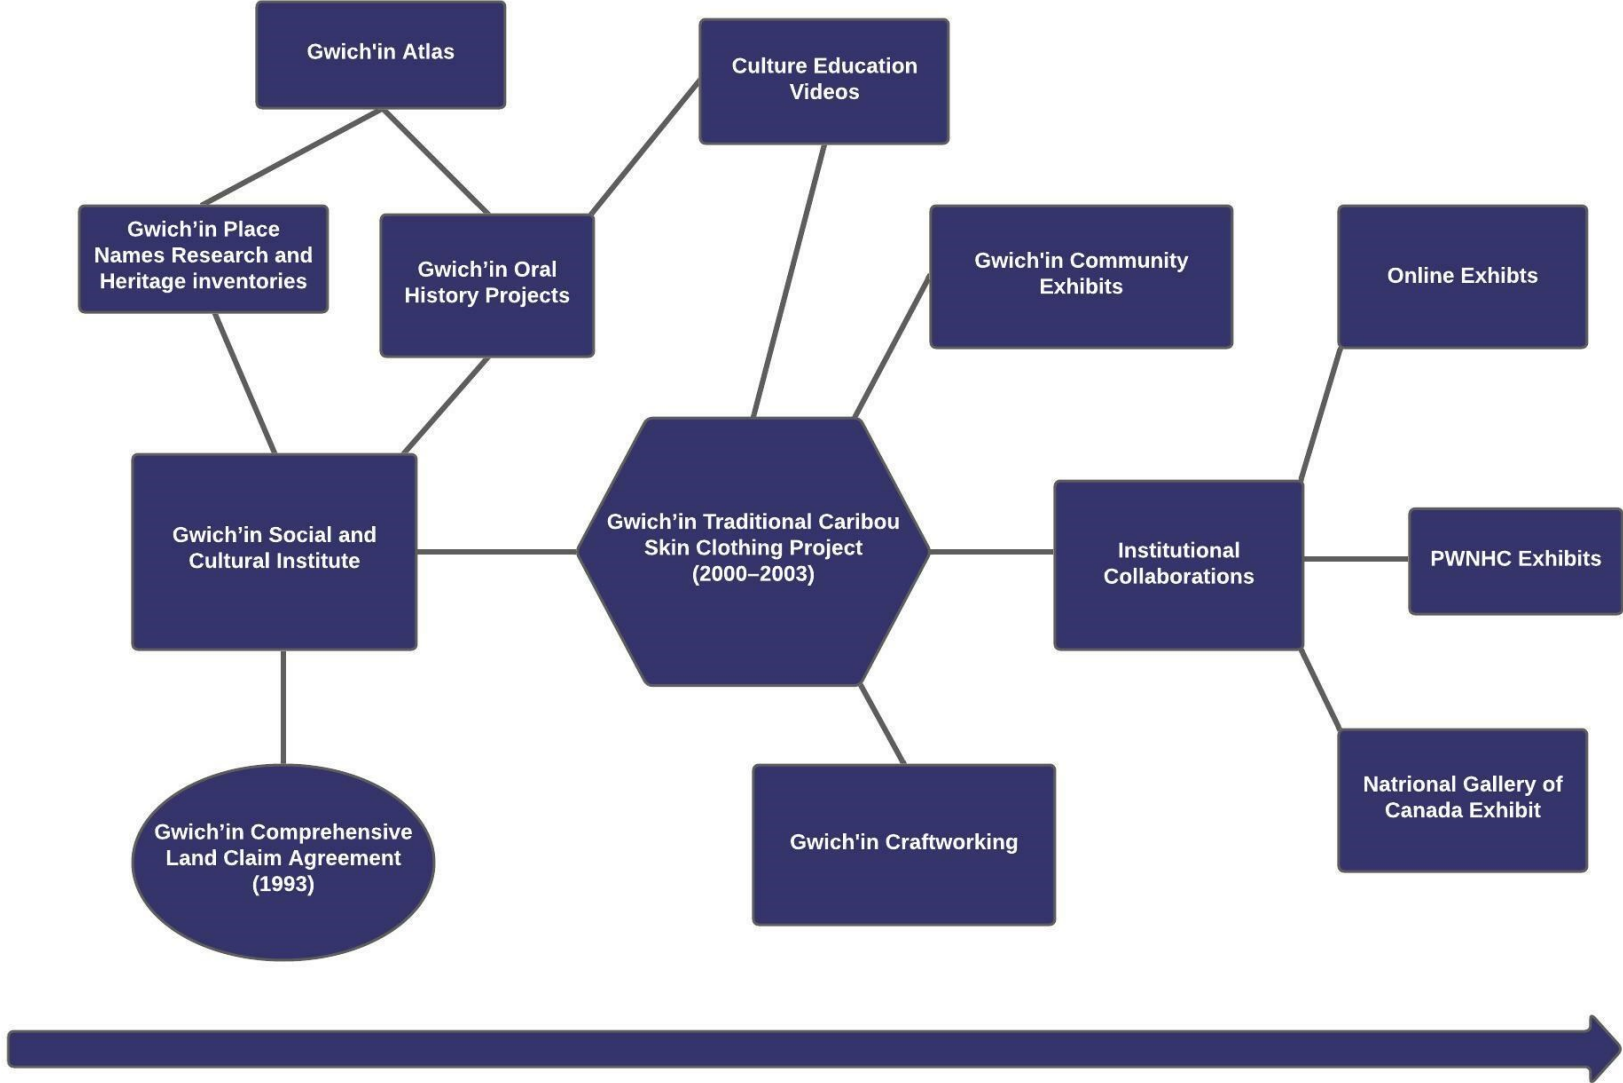 Gwich'in Atlas
Culture Education
Videos
Gwich’in Place
Names Research and
Heritage inventories
Gwich’in Oral
History Projects
Gwich'in Community
Exhibits
Online Exhibts
Gwich’in Social and
Cultural Institute
Gwich’in Traditional Caribou
Skin Clothing Project
(2000–2003)
Institutional
Collaborations
PWNHC Exhibits
Gwich’in Comprehensive
Land Claim Agreement
(1993)
Gwich'in Craftworking
Natrional Gallery of
Canada Exhibit